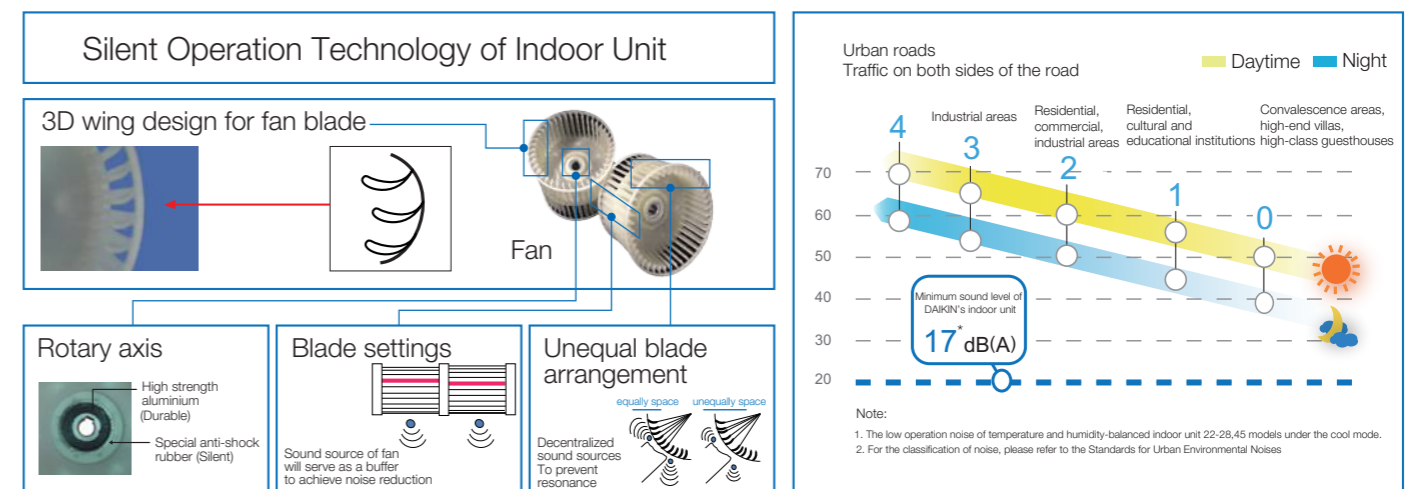 Silent Operation Technology of Indoor Unit
3D wing design for fan blade
Fan
Rotary axis
High strength
aluminium
(Durable)
Special anti-shock
rubber (Silent)
Blade settings
Sound source of fan
will serve as a buffer
to achieve noise reduction
Unequal blade
arrangement
equally space
unequally space
Decentralized
sound sources
To prevent
resonance
Urban roads
Traffic on both sides of the road
Daytime
Night
4
3
2
1
0
Industrial areas
Residential,
commercial,
industrial areas
Residential,
cultural and
educational institutions
Convalescence areas,
high-end villas,
high-class guesthouses
70
60
50
40
30
20
Minimum sound level of
DAIKIN's indoor unit
17* dB(A)
Note:
1. The low operation noise of temperature and humidity-balanced indoor unit 22-28,45 models under the cool mode.
2. For the classification of noise, please refer to the Standards for Urban Environmental Noises